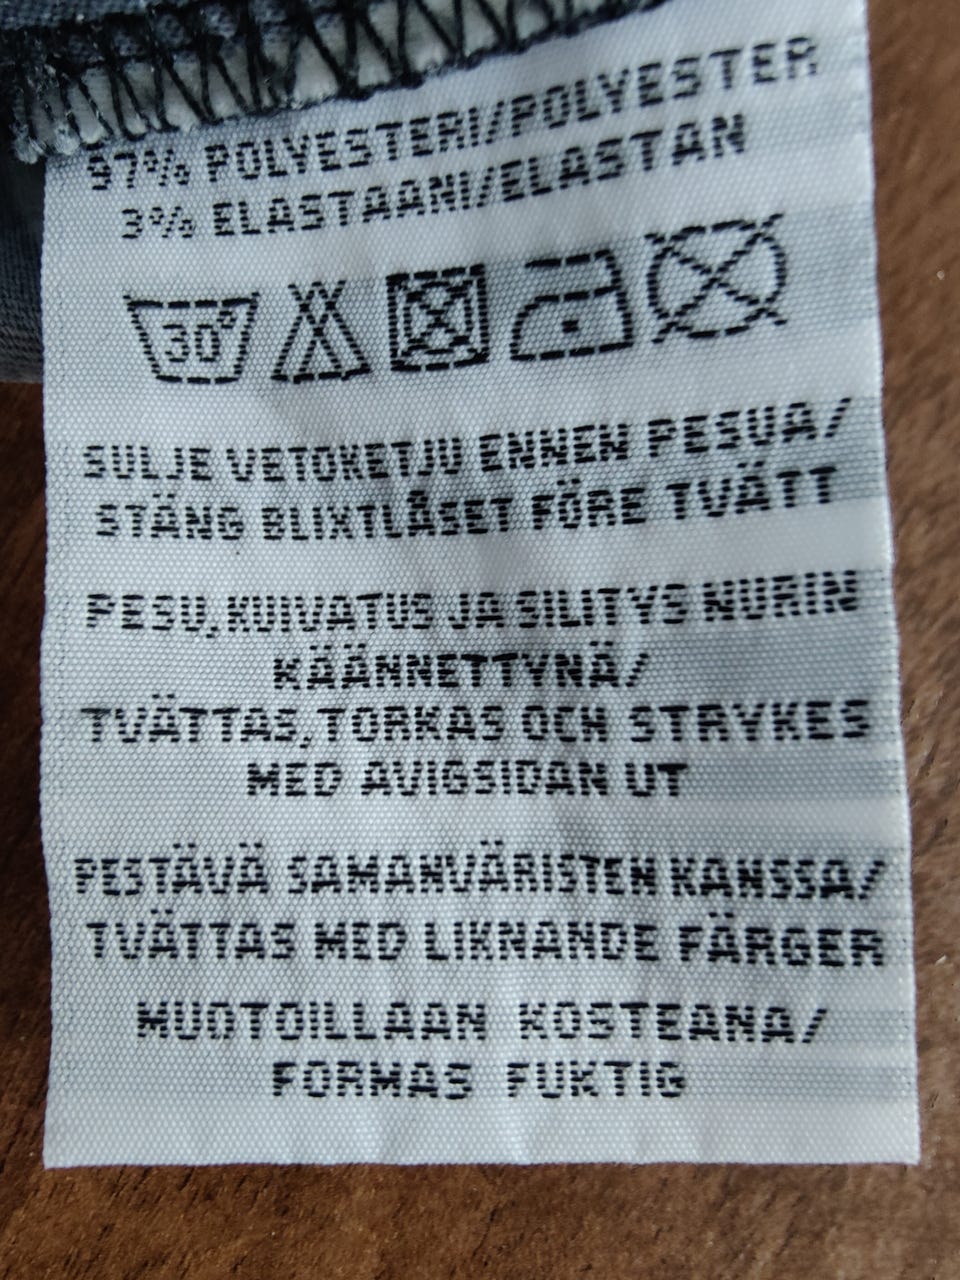 97% POLYESTERI/POLYESTER
3% ELASTAANI/ELASTAN
30°
SULJE VETOKETJU ENNEN PESUA/
STÄNG BLIXTLÅSET FÖRE TVÄTT
PESU,KUIVATUS JA SILITYS NURIN
KÄÄNNETTYNÄ/
TVÄTTAS,TORKAS OCH STRYKES
MED AVIGSIDAN UT
PESTÄVÄ SAMANVÄRISTEN KANSSA/
TVÄTTAS MED LIKNANDE FÄRGER
MUOTOILLAAN KOSTEANA/
FORMAS FUKTIG